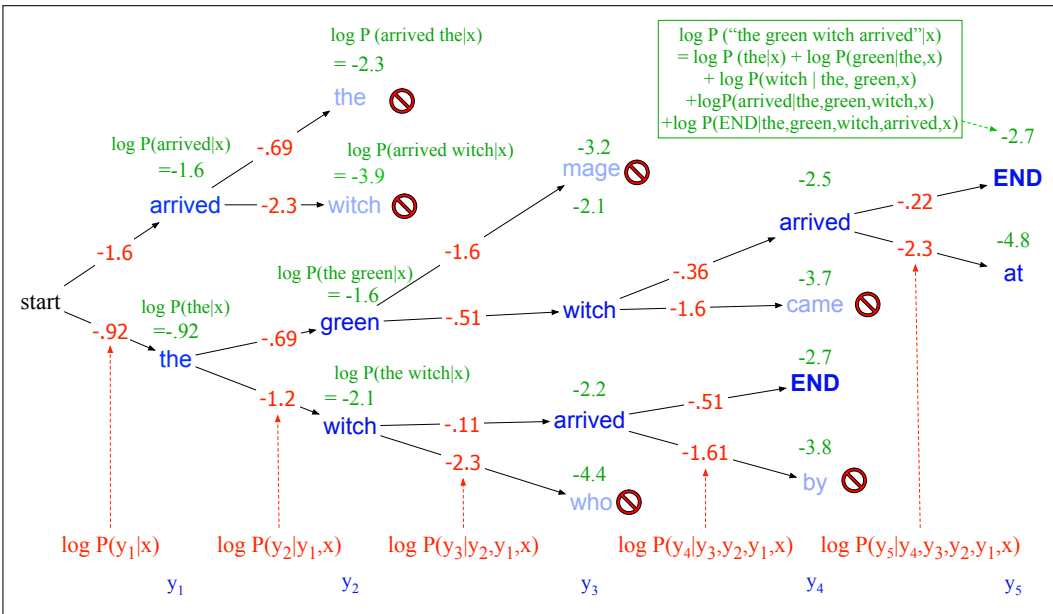 log P (arrived the|x)
= -2.3
the
log P (“the green witch arrived”|x)
= log P (the|x) + log P(green|the,x)
+ log P(witch | the, green,x)
+logP(arrived|the,green,witch,x)
+log P(END|the,green,witch,arrived,x)
-2.7
END
log P(arrived|x)
=-1.6
arrived
-.69
log P(arrived witch|x)
= -3.9
-2.3
witch
-3.2
mage
-2.1
-2.5
arrived
-.22
-2.3
-4.8
at
-1.6
start
-.92
log P(the|x)
=-.92
the
log P(the green|x)
= -1.6
green
-.69
-1.6
-.51
witch
-.36
-1.6
-3.7
came
-1.2
log P(the witch|x)
= -2.1
witch
-.11
-2.3
-2.2
arrived
-.51
-1.61
-2.7
END
-4.4
who
-3.8
by
log P(y1|x)
log P(y2|y1,x)
log P(y3|y2,y1,x)
log P(y4|y3,y2,y1,x)
log P(y5|y4,y3,y2,y1,x)
y1
y2
y3
y4
y5